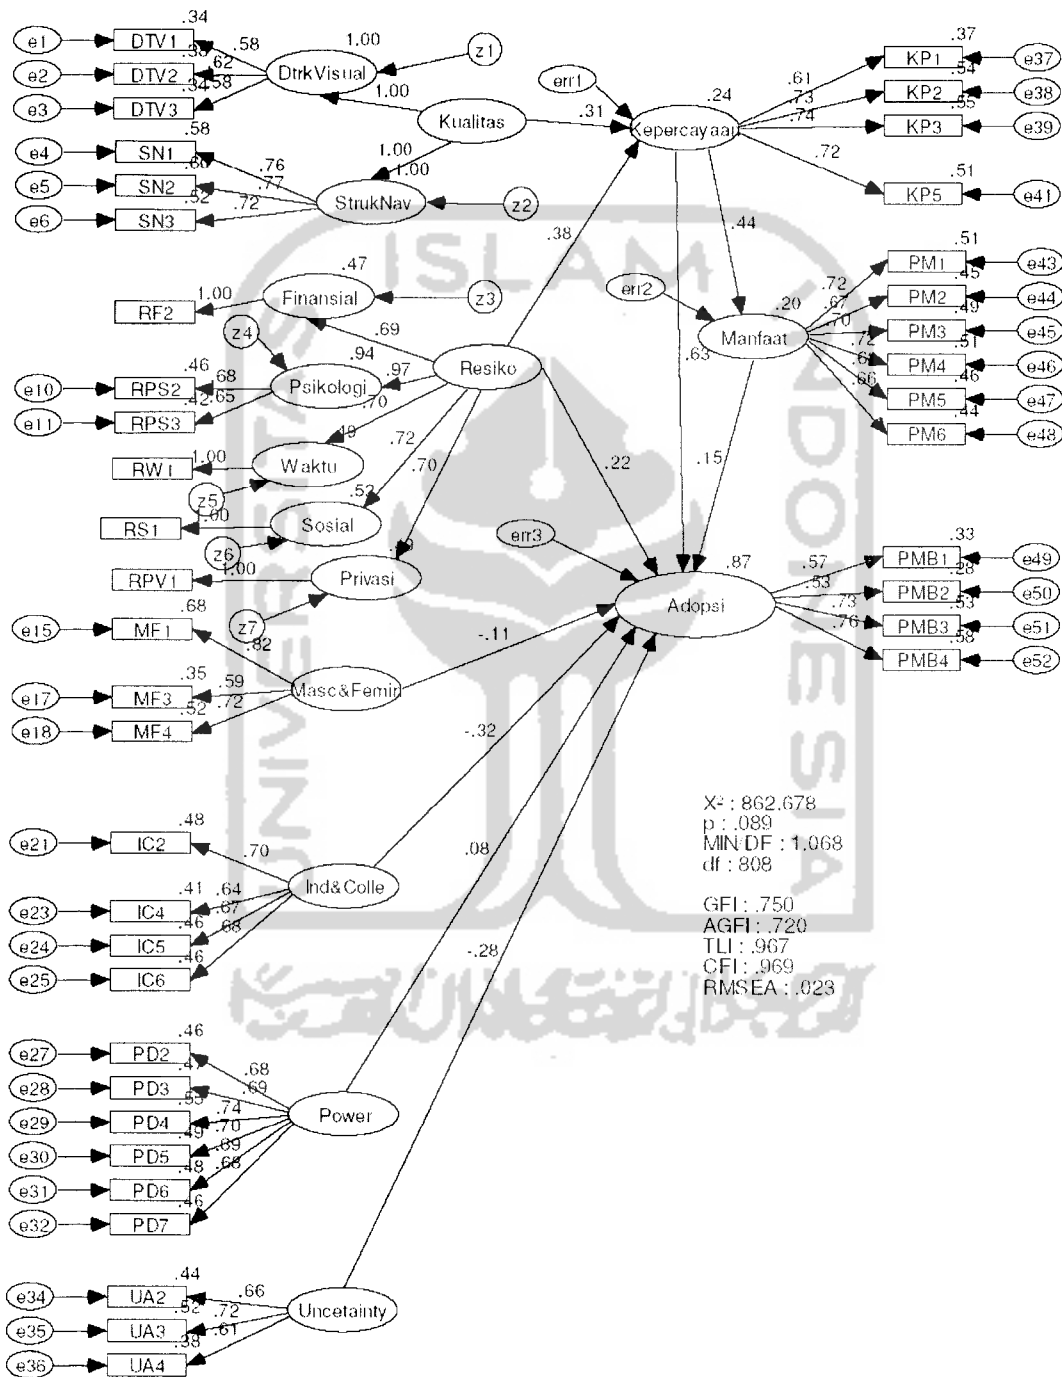 .34
e1 DTV1 .58 1.00 z1
.38
e2 DTV2 .62 DtrkVisual
.34
e3 DTV3 .58 1.00
Kualitas .31
.58 1.00
e4 SN1 .76 1.00
e5 SN2 .77 StrukNav z2
.52
e6 SN3 .72
err1 .24
Kepercayaan
.37
.61 KP1 e37
.54
.73 KP2 e38
.55
.74 KP3 e39
.51
.72 KP5 e41
.38 .44
.47
RF2 1.00 Finansial z3
.69
z4 .94
.46
e10 RPS2 .68 Psikologi .97 Resiko
.42
e11 RPS3 .65
.70
.49
RW1 1.00 Waktu
z5
.72
.52
RS1 1.00 Sosial
z6
.70
RPV1 1.00 Privasi
z7
err2 .20
Manfaat
.63
.51
.72 PM1 e43
.45
.67 PM2 e44
.49
.70 PM3 e45
.51
.72 PM4 e46
.46
PM5 e47
.44
.66 PM6 e48
.22 .15
err3 .87
Adopsi
.33
.57 PMB1 e49
.28
.53 PMB2 e50
.53
.73 PMB3 e51
.58
.76 PMB4 e52
.68
e15 MF1 .82
.35
e17 MF3 .59 Masc&Femin -.11
.52
e18 MF4 .72
-.32
.48
e21 IC2 .70
Ind&Colle .08
.41
e23 IC4 .64
e24 IC5 .67
.46
e25 IC6 .68
.46
-.28
X² : 862.678
p : .089
MIN DF : 1.068
df : 808
GFI : .750
AGFI : .720
TLI : .967
CFI : .969
RMSEA : .023
.46
e27 PD2 .68
.47
e28 PD3 .69
.55
e29 PD4 .74 Power
e30 PD5 .70
.49
e31 PD6 .69
.48
e32 PD7 .68
.46
.44
e34 UA2 .66
.52
e35 UA3 .72 Uncetainty
.38
e36 UA4 .61
ISLAM
UNIVERSITAS
INDONESIA